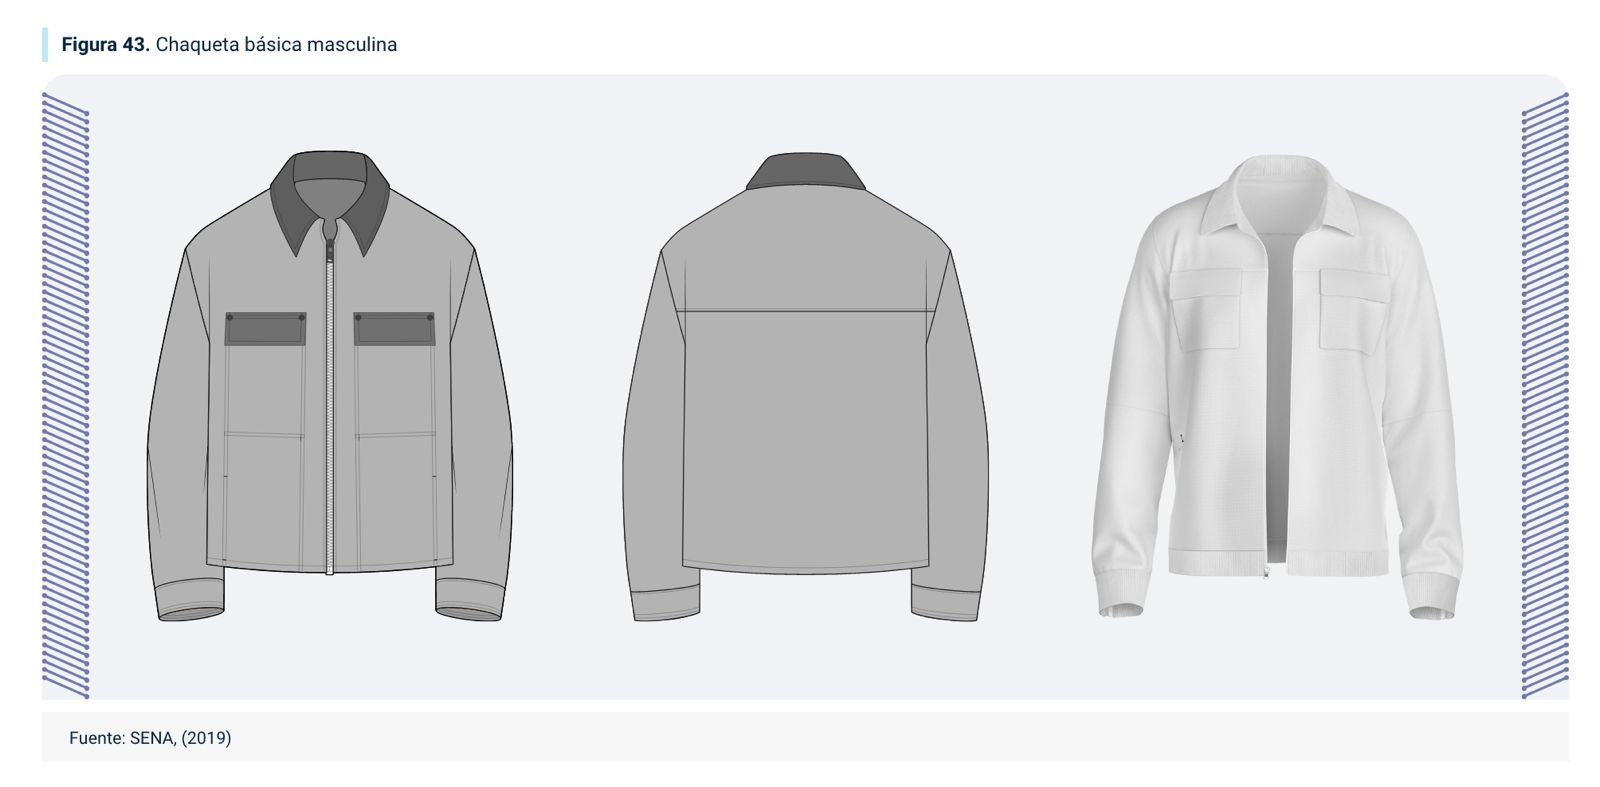 Figura 43. Chaqueta básica masculina
Fuente: SENA, (2019)